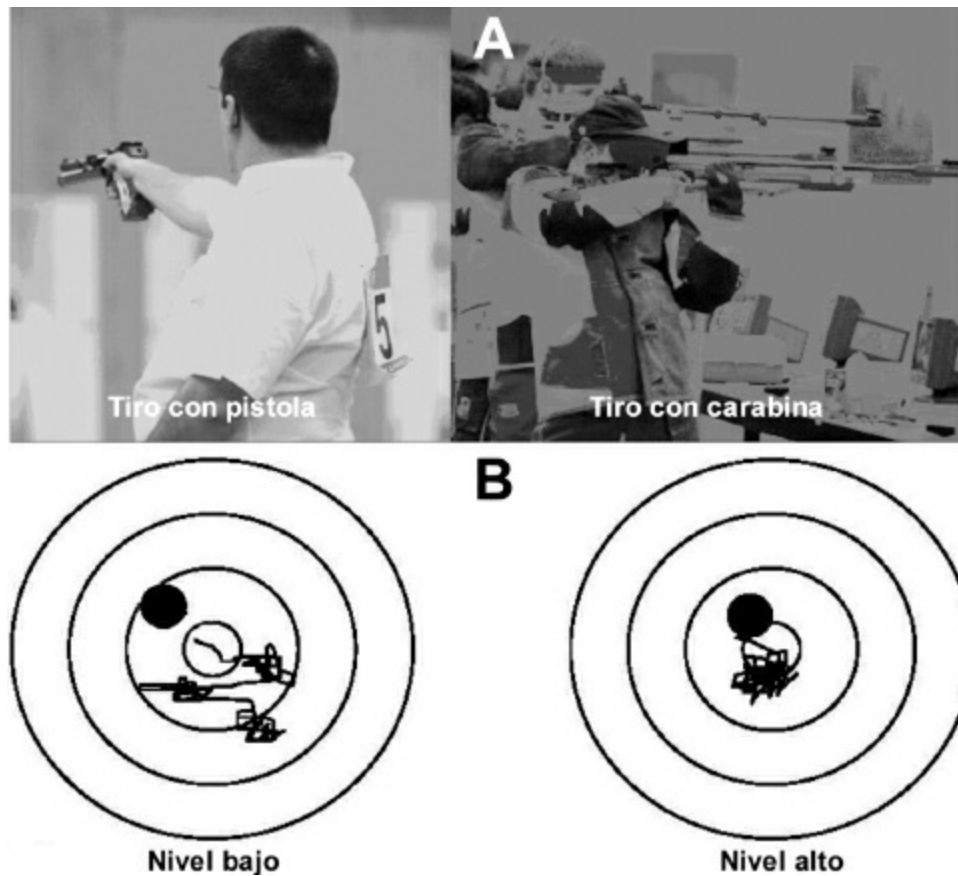 A
5
Tiro con pistola
Tiro con carabina
B
Nivel bajo
Nivel alto